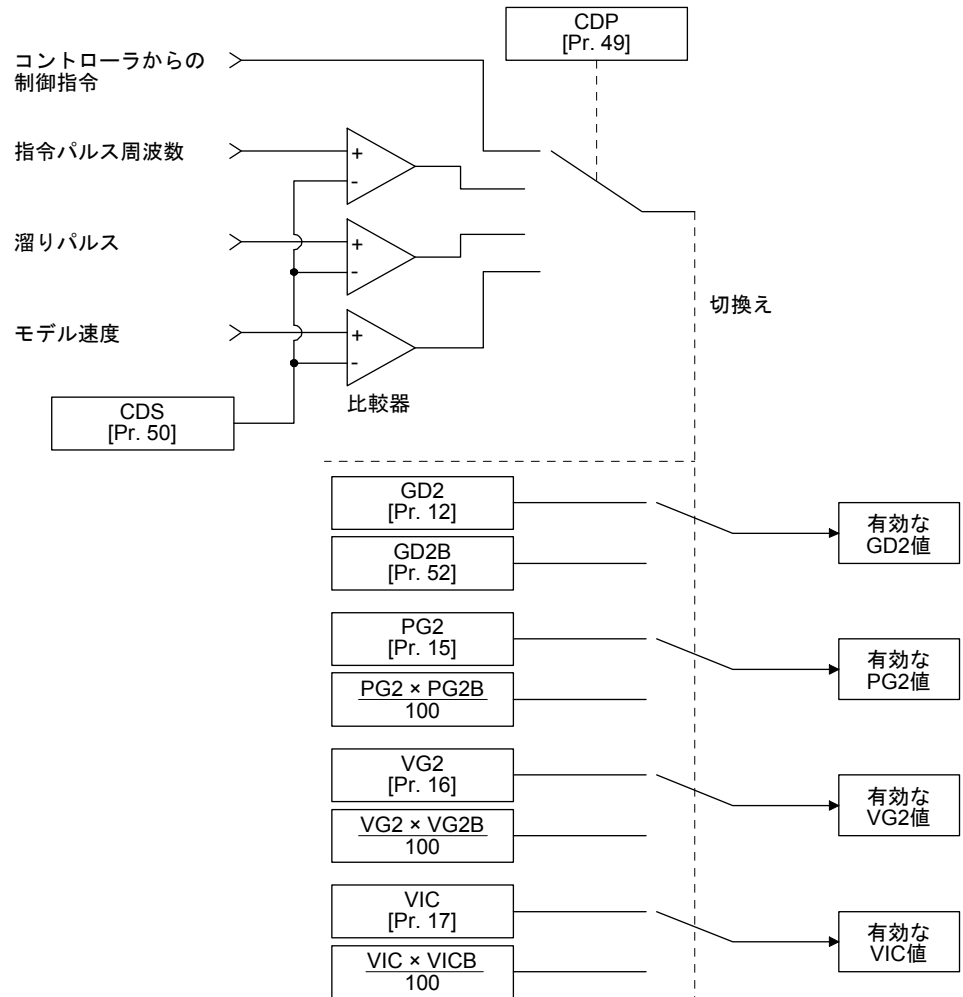 CDP
[Pr. 49]
コントローラからの
制御指令
指令パルス周波数
+
-
溜りパルス
+
-
切換え
モデル速度
+
-
比較器
CDS
[Pr. 50]
GD2
[Pr. 12]
有効な
GD2値
GD2B
[Pr. 52]
PG2
[Pr. 15]
有効な
PG2値
PG2 × PG2B
100
VG2
[Pr. 16]
有効な
VG2値
VG2 × VG2B
100
VIC
[Pr. 17]
有効な
VIC値
VIC × VICB
100